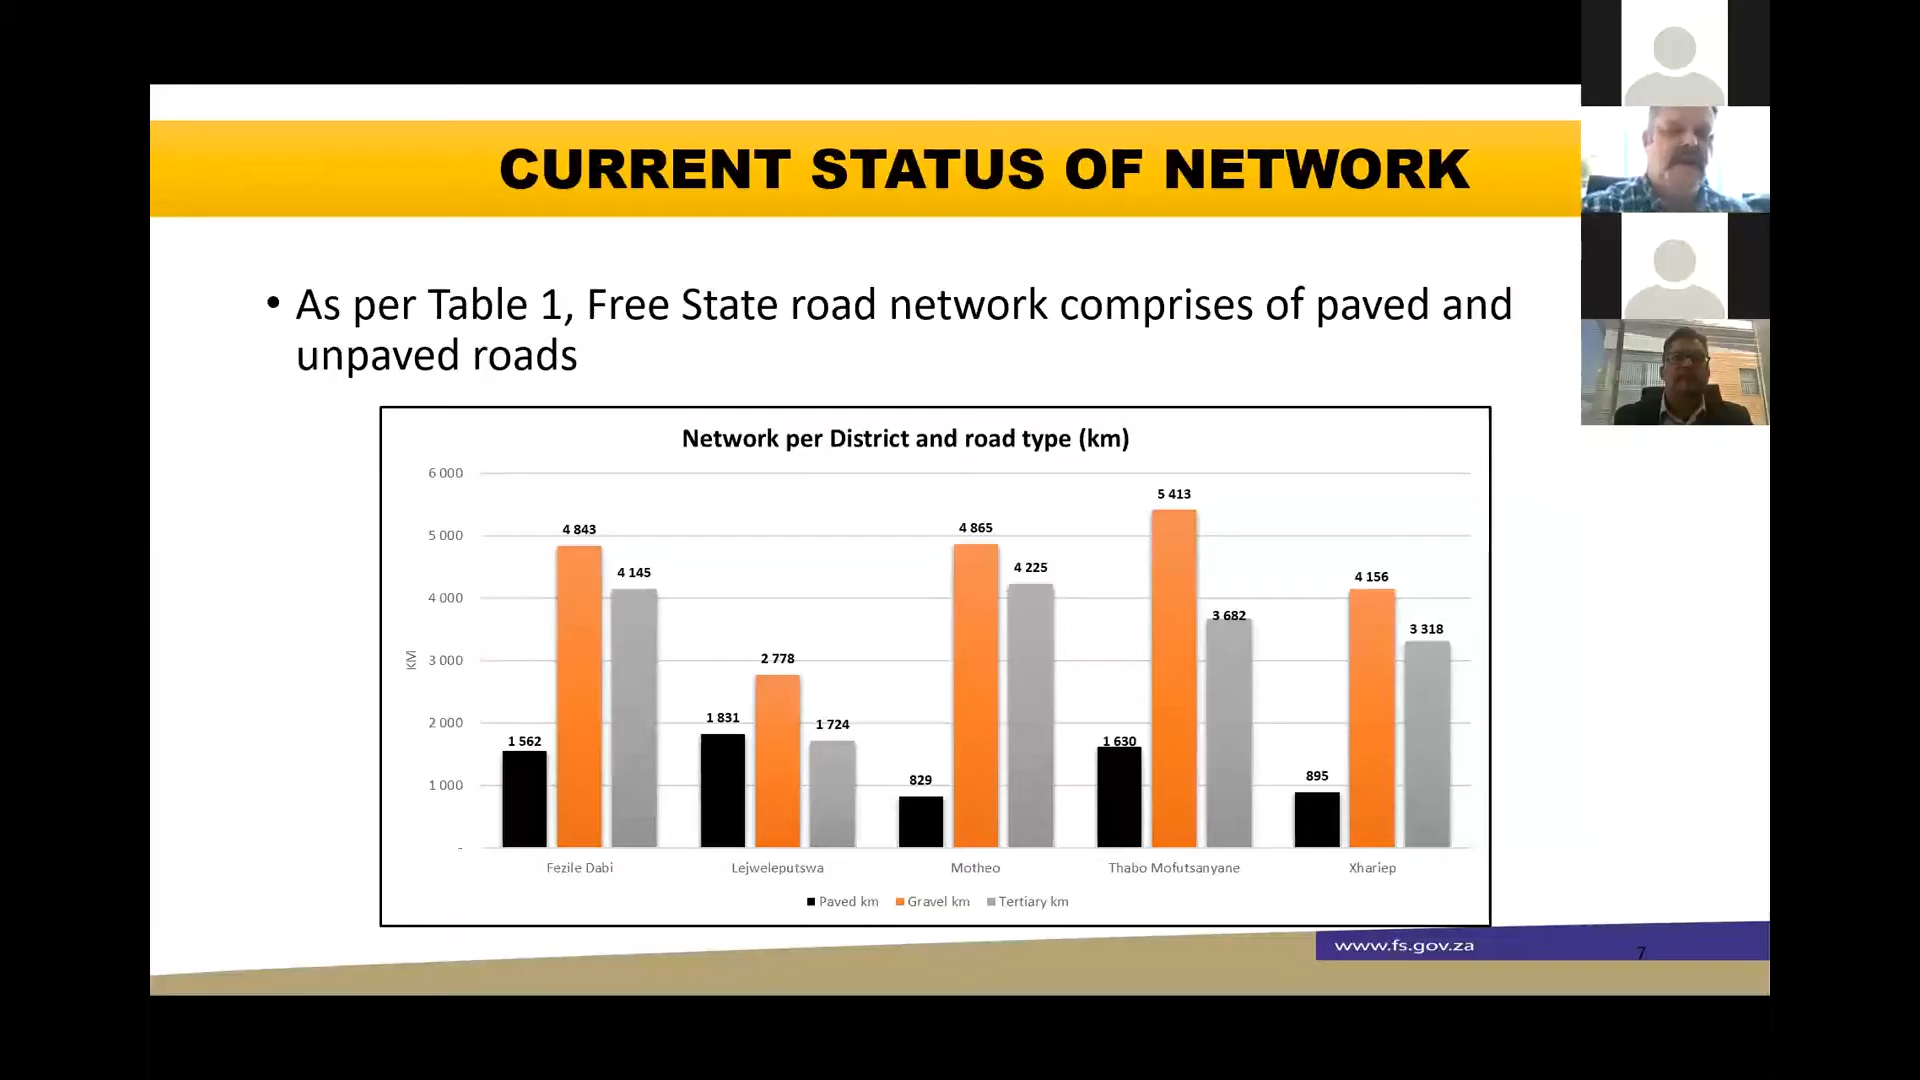 CURRENT STATUS OF NETWORK
• As per Table 1, Free State road network comprises of paved and
unpaved roads
Network per District and road type (km)
6 000
5 000
4 000
3 000
2 000
1 000
-
KM
1 562
4 843
4 145
1 831
2 778
1 724
829
4 865
4 225
1 630
5 413
3 682
895
4 156
3 318
Fezile Dabi
Lejweleputswa
Motheo
Thabo Mofutsanyane
Xhariep
Paved km
Gravel km
Tertiary km
www.fs.gov.za
7